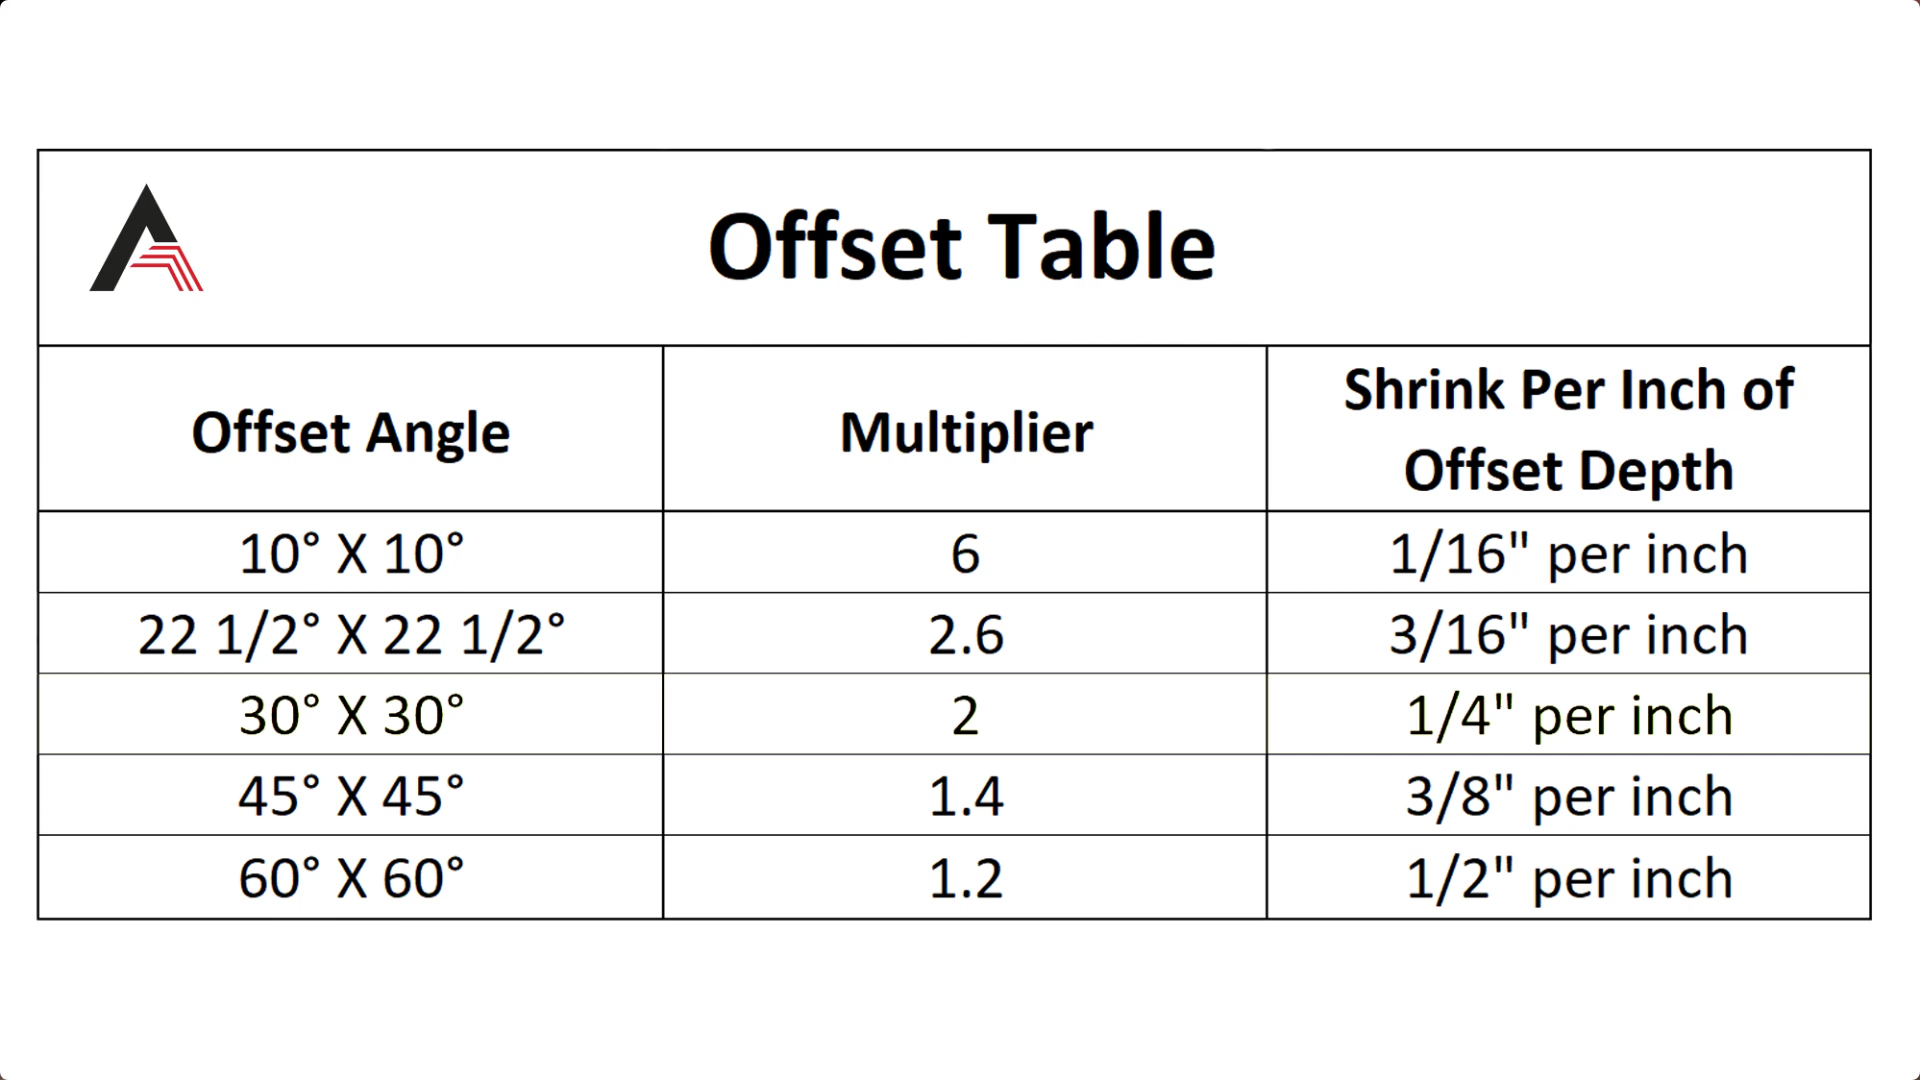 Offset Table
Offset Angle
Multiplier
Shrink Per Inch of
Offset Depth
10° X 10°
6
1/16" per inch
22 1/2° X 22 1/2°
2.6
3/16" per inch
30° X 30°
2
1/4" per inch
45° X 45°
1.4
3/8" per inch
60° X 60°
1.2
1/2" per inch